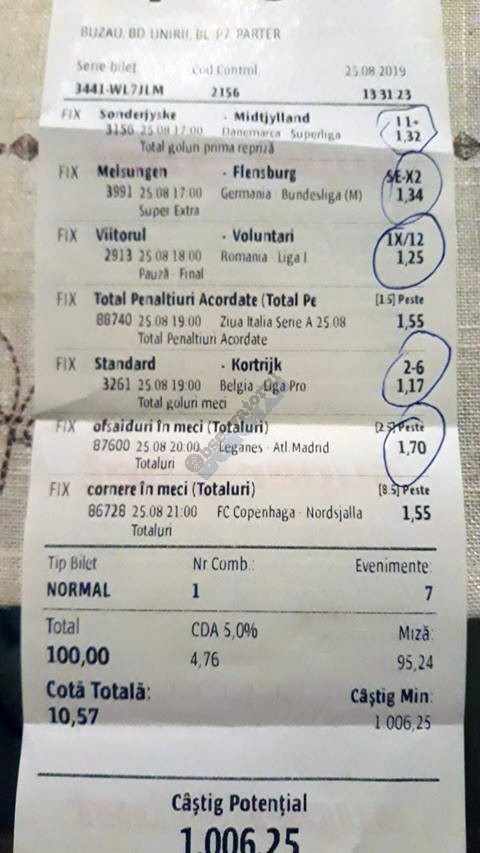 BUZAU, BD UNIRII, BL P7 PARTER
Serie bilet Cod Control 25.08.2019
3441-WL7JLM 2156 13:31:23
FIX Sonderjyske - Midtjylland 1 1+
3156 25.08 17:00 Danemarca Superliga 1,32
Total goluri prima repriză
FIX Melsungen - Flensburg SE-X2
3991 25.08 17:00 Germania Bundesliga (M) 1,34
Super Extra
FIX Viitorul - Voluntari 1X/12
2913 25.08 18:00 Romania Liga I 1,25
Pauză Final
FIX Total Penaltiuri Acordate (Total Pe [1.5] Peste
88740 25.08 19:00 Ziua Italia Serie A 25.08 1,55
Total Penaltiuri Acordate
FIX Standard - Kortrijk 2-6
3261 25.08 19:00 Belgia Liga Pro 1,17
Total goluri meci
FIX ofsaiduri în meci (Totaluri) [2.5] Peste
87600 25.08 20:00 Leganes - Atl. Madrid 1,70
Totaluri
FIX cornere în meci (Totaluri) [8.5] Peste
86728 25.08 21:00 FC Copenhaga - Nordsjalla 1,55
Totaluri
Tip Bilet Nr Comb.: Evenimente:
NORMAL 1 7
Total CDA 5,0% Miză:
100,00 4,76 95,24
Cotă Totală: Câştig Min:
10,57 1 006,25
Câştig Potenţial
1.006,25